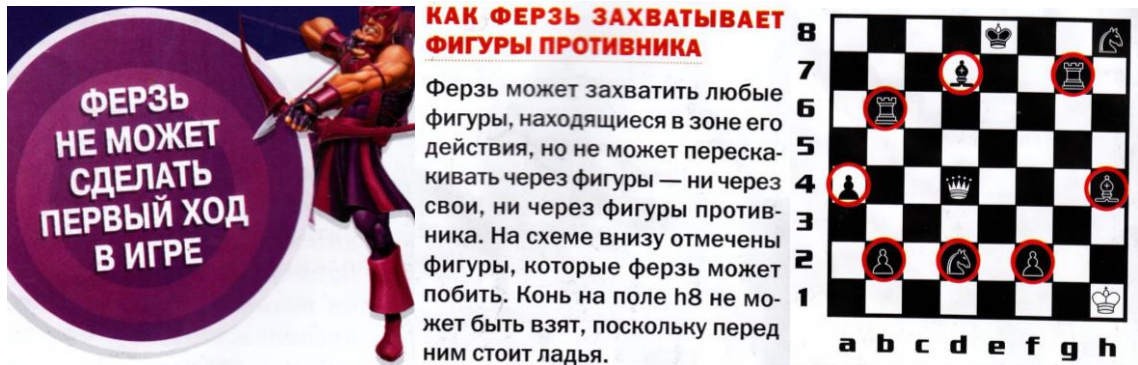 ФЕРЗЬ
НЕ МОЖЕТ
СДЕЛАТЬ
ПЕРВЫЙ ХОД
В ИГРЕ
КАК ФЕРЗЬ ЗАХВАТЫВАЕТ
ФИГУРЫ ПРОТИВНИКА
Ферзь может захватить любые
фигуры, находящиеся в зоне его
действия, но не может переска-
кивать через фигуры — ни через
свои, ни через фигуры против-
ника. На схеме внизу отмечены
фигуры, которые ферзь может
побить. Конь на поле h8 не мо-
жет быть взят, поскольку перед
ним стоит ладья.
8
7
6
5
4
3
2
1
a b c d e f g h